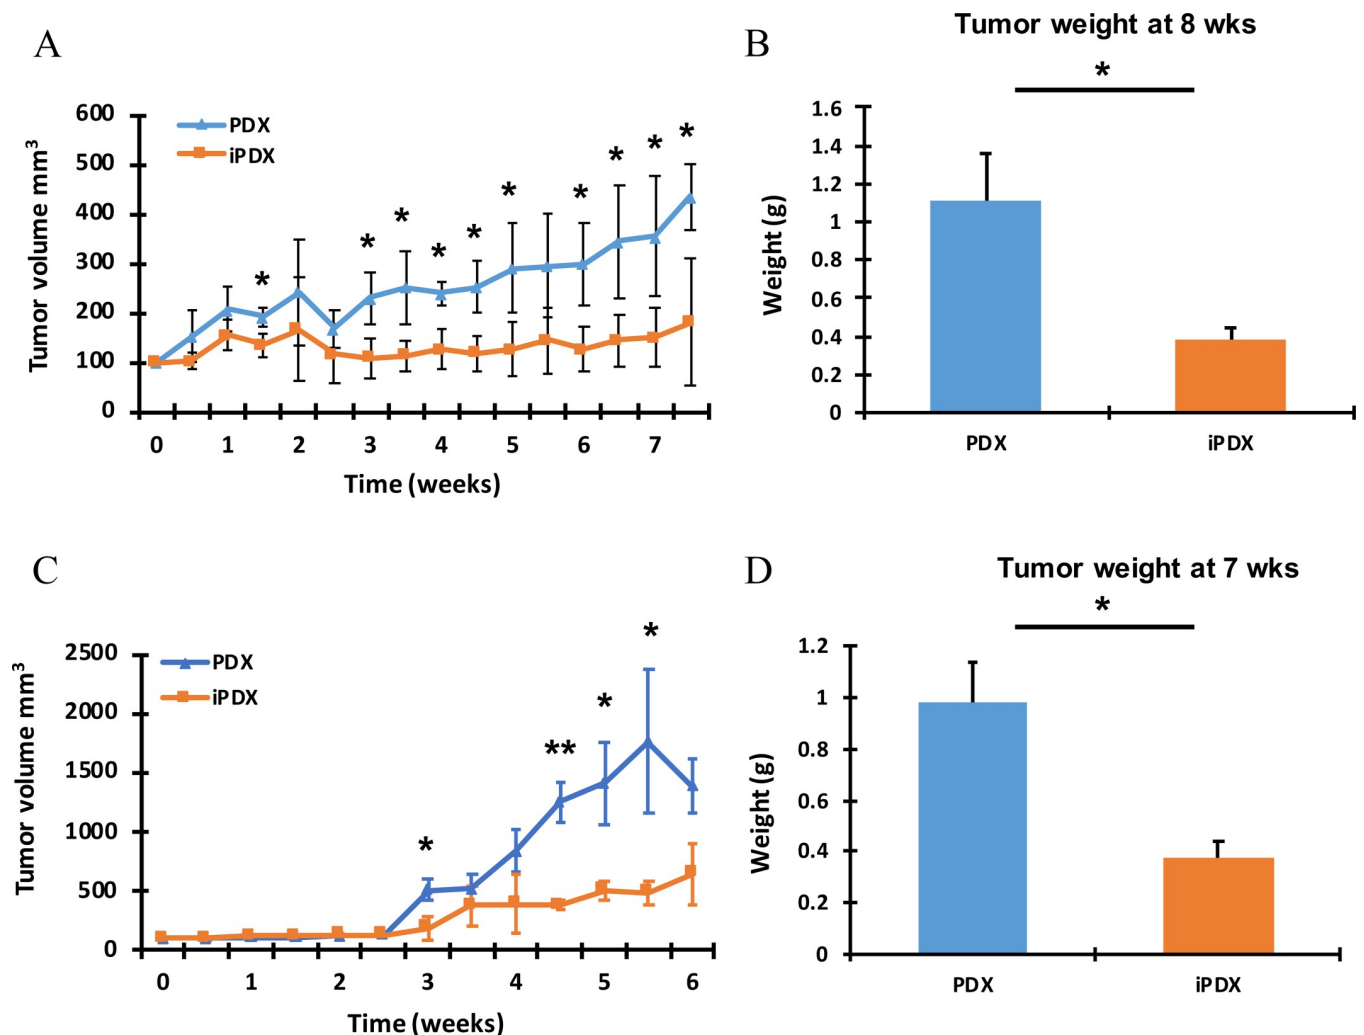 A
PDX
iPDX
Tumor volume mm³
600
500
400
300
200
100
0
* * * * * * * * * *
0 1 2 3 4 5 6 7
Time (weeks)
B
Tumor weight at 8 wks
*
Weight (g)
1.6
1.4
1.2
1
0.8
0.6
0.4
0.2
0
PDX iPDX
C
PDX
iPDX
Tumor volume mm³
2500
2000
1500
1000
500
0
* ** * *
0 1 2 3 4 5 6
Time (weeks)
D
Tumor weight at 7 wks
*
Weight (g)
1.2
1
0.8
0.6
0.4
0.2
0
PDX iPDX